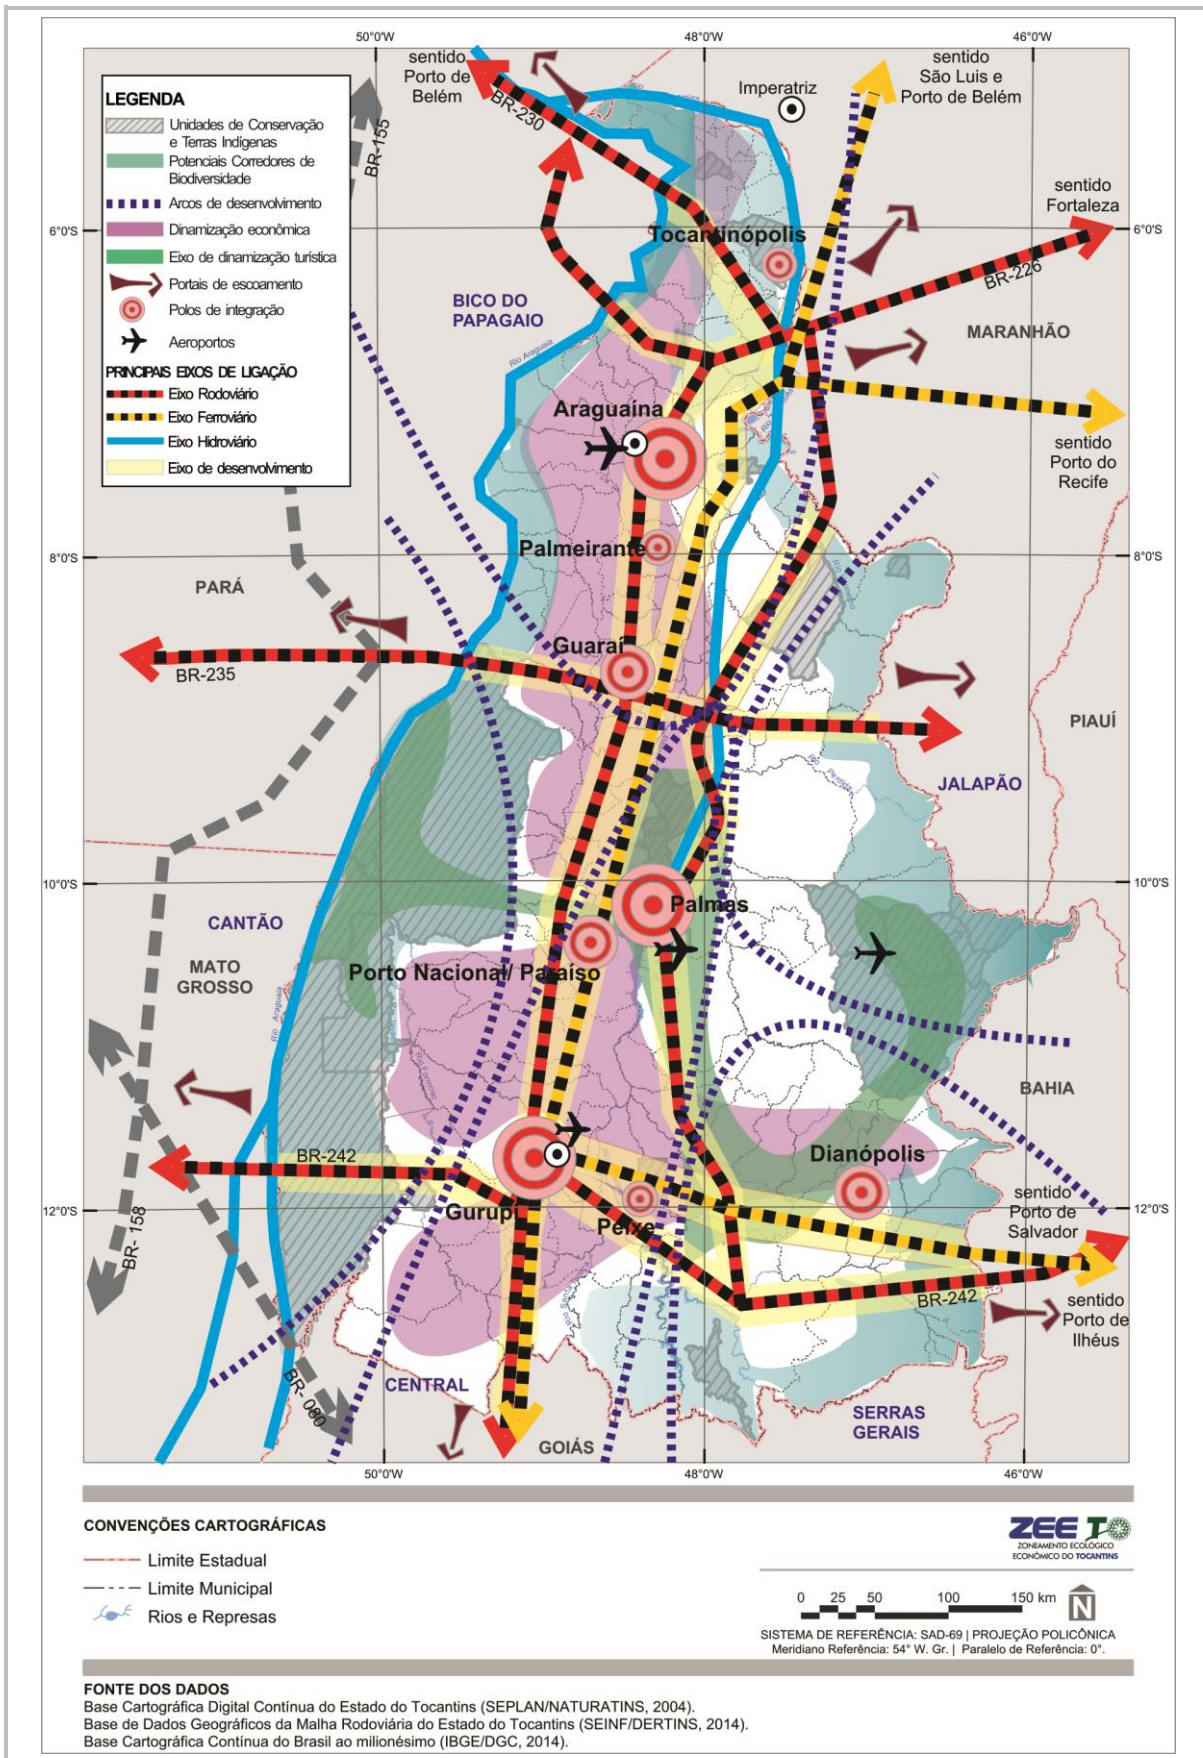 50°0'W
48°0'W
46°0'W
sentido
Porto de
Belém
sentido
São Luis e
Porto de Belém
Imperatriz
LEGENDA
Unidades de Conservação
e Terras Indígenas
Potenciais Corredores de
Biodiversidade
Arcos de desenvolvimento
Dinamização econômica
Eixo de dinamização turística
Portais de escoamento
Polos de integração
Aeroportos
PRINCIPAIS EIXOS DE LIGAÇÃO
Eixo Rodoviário
Eixo Ferroviário
Eixo Hidroviário
Eixo de desenvolvimento
BR-155
BR-230
sentido
Fortaleza
6°0'S
6°0'S
Tocantinópolis
BR-226
BICO DO
PAPAGAIO
MARANHÃO
Rio Araguaia
Araguaína
sentido
Porto do
Recife
Palmeirante
8°0'S
8°0'S
PARÁ
Guaraí
BR-235
PIAUÍ
JALAPÃO
Rio Perdida
10°0'S
10°0'S
Palmas
CANTÃO
MATO
GROSSO
Porto Nacional/ Paraíso
Rio Araguaia
Rio Formoso
BAHIA
BR-242
Dianópolis
sentido
Porto de
Salvador
12°0'S
12°0'S
Gurupi
Peixe
BR- 158
BR-242
sentido
Porto de
Ilhéus
BR- 080
CENTRAL
SERRAS
GERAIS
GOIÁS
50°0'W
48°0'W
46°0'W
CONVENÇÕES CARTOGRÁFICAS
Limite Estadual
Limite Municipal
Rios e Represas
ZEE TO
ZONEAMENTO ECOLÓGICO
ECONÔMICO DO TOCANTINS
0 25 50 100 150 km
N
SISTEMA DE REFERÊNCIA: SAD-69 | PROJEÇÃO POLICÔNICA
Meridiano Referência: 54° W. Gr. | Paralelo de Referência: 0°.
FONTE DOS DADOS
Base Cartográfica Digital Contínua do Estado do Tocantins (SEPLAN/NATURATINS, 2004).
Base de Dados Geográficos da Malha Rodoviária do Estado do Tocantins (SEINF/DERTINS, 2014).
Base Cartográfica Contínua do Brasil ao milionésimo (IBGE/DGC, 2014).